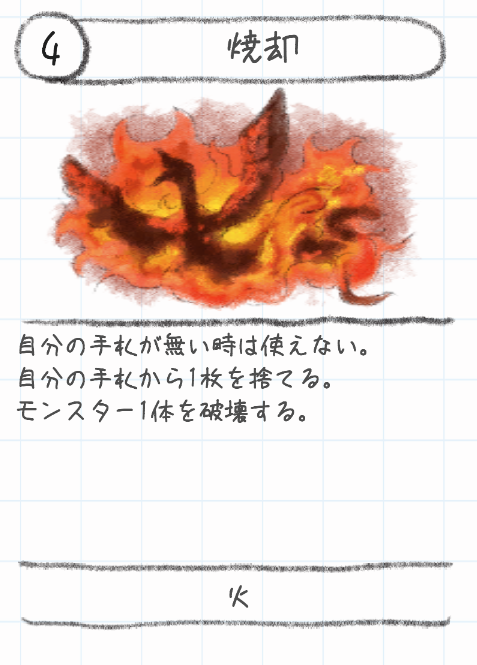 4
焼却
自分の手札が無い時は使えない。
自分の手札から1枚を捨てる。
モンスター1体を破壊する。
火